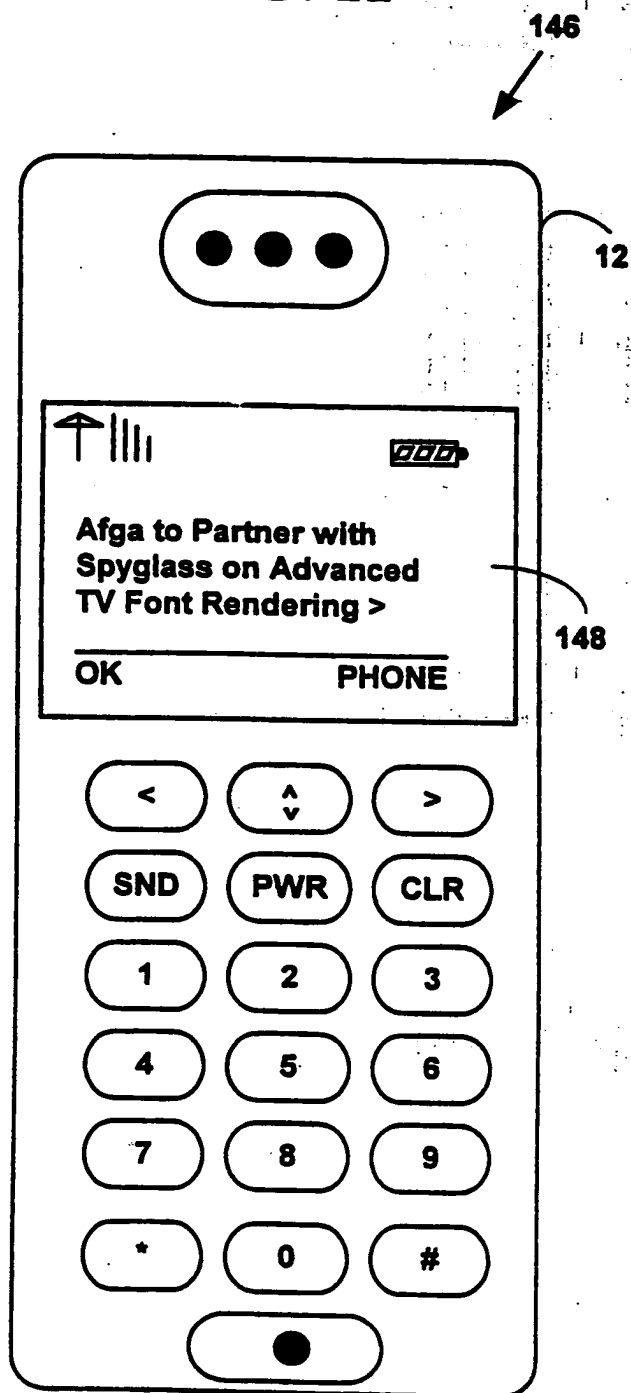 146
12
Afga to Partner with
Spyglass on Advanced
TV Font Rendering >
148
OK PHONE
< ^ v >
SND PWR CLR
1 2 3
4 5 6
7 8 9
* 0 #